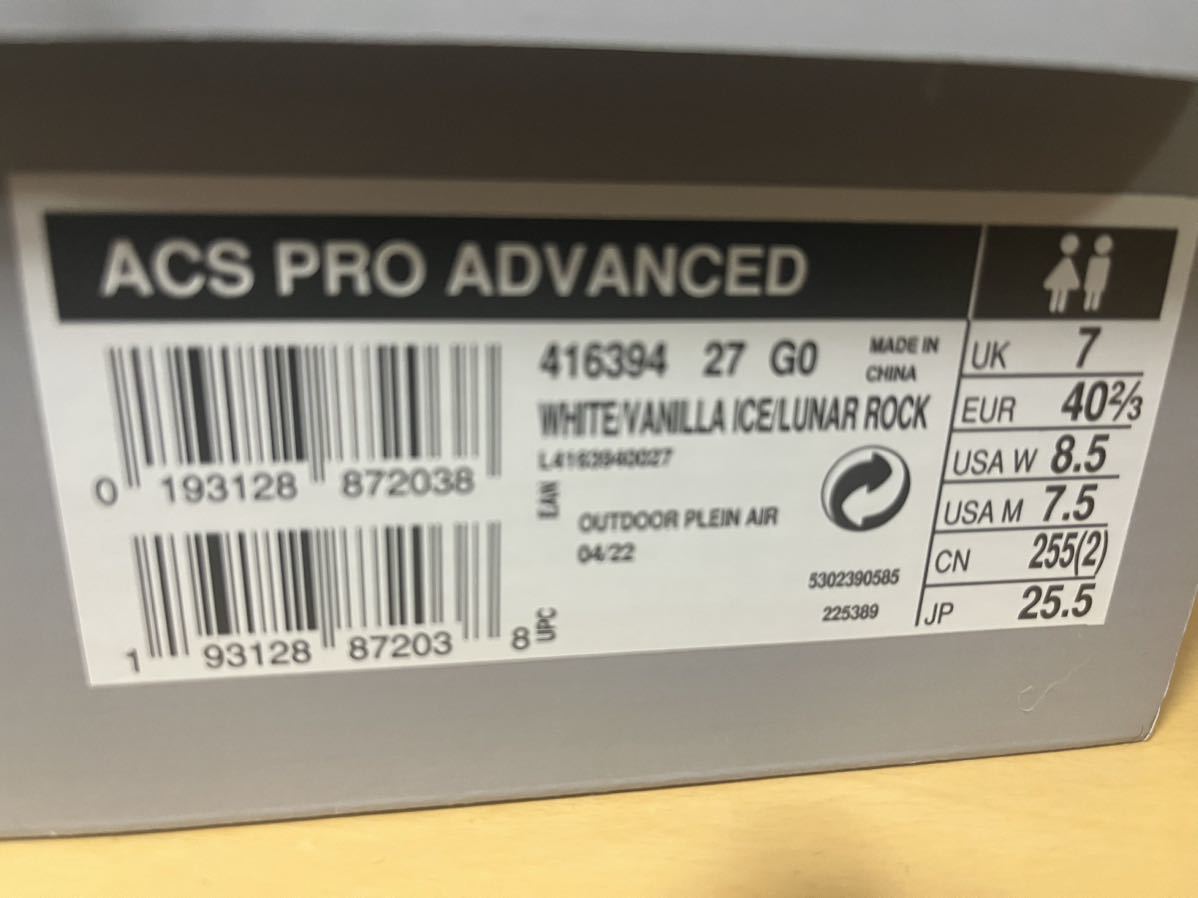 ACS PRO ADVANCED
416394 27 G0
MADE IN
CHINA
WHITE/VANILLA ICE/LUNAR ROCK
L4163940027
0 193128 872038
EAN
OUTDOOR PLEIN AIR
04/22
5302390585
225389
1 93128 87203 8
UPC
UK 7
EUR 40⅔
USA W 8.5
USA M 7.5
CN 255(2)
JP 25.5